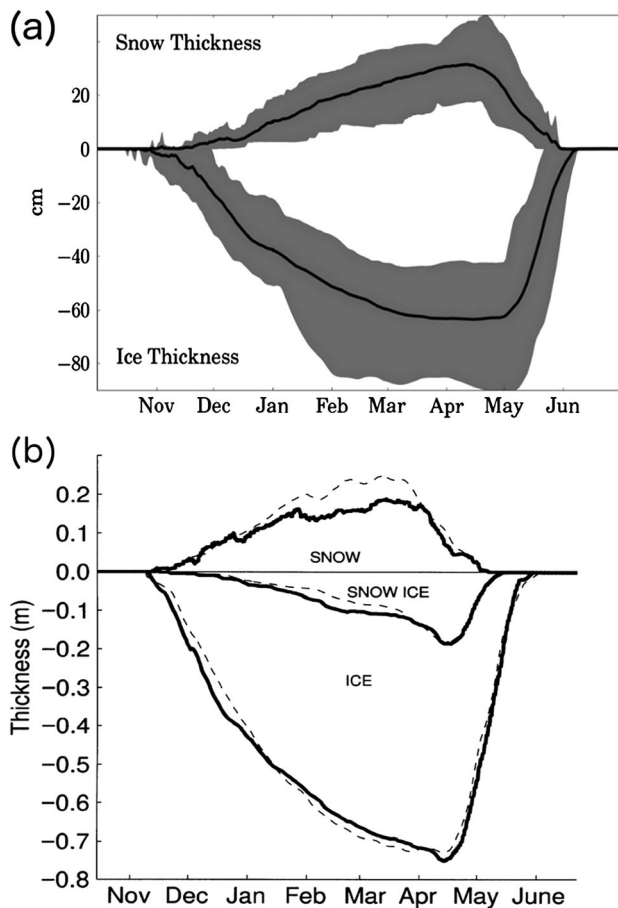 (a)
Snow Thickness
20
0
cm
−20
−40
−60
Ice Thickness
−80
Nov Dec Jan Feb Mar Apr May Jun
(b)
0.2
0.1
SNOW
0.0
SNOW ICE
−0.1
Thickness (m)
−0.2
ICE
−0.3
−0.4
−0.5
−0.6
−0.7
−0.8
Nov Dec Jan Feb Mar Apr May June